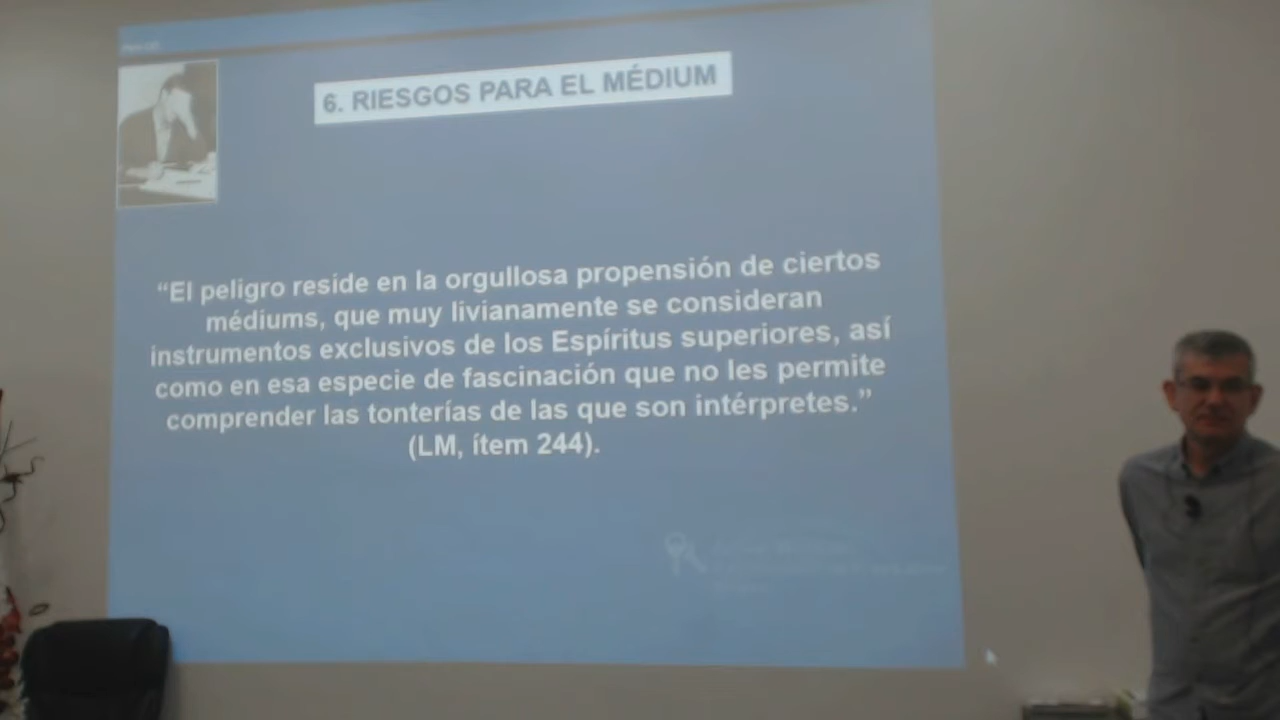 6. RIESGOS PARA EL MÉDIUM
“El peligro reside en la orgullosa propensión de ciertos
médiums, que muy livianamente se consideran
instrumentos exclusivos de los Espíritus superiores, así
como en esa especie de fascinación que no les permite
comprender las tonterías de las que son intérpretes.”
(LM, ítem 244).